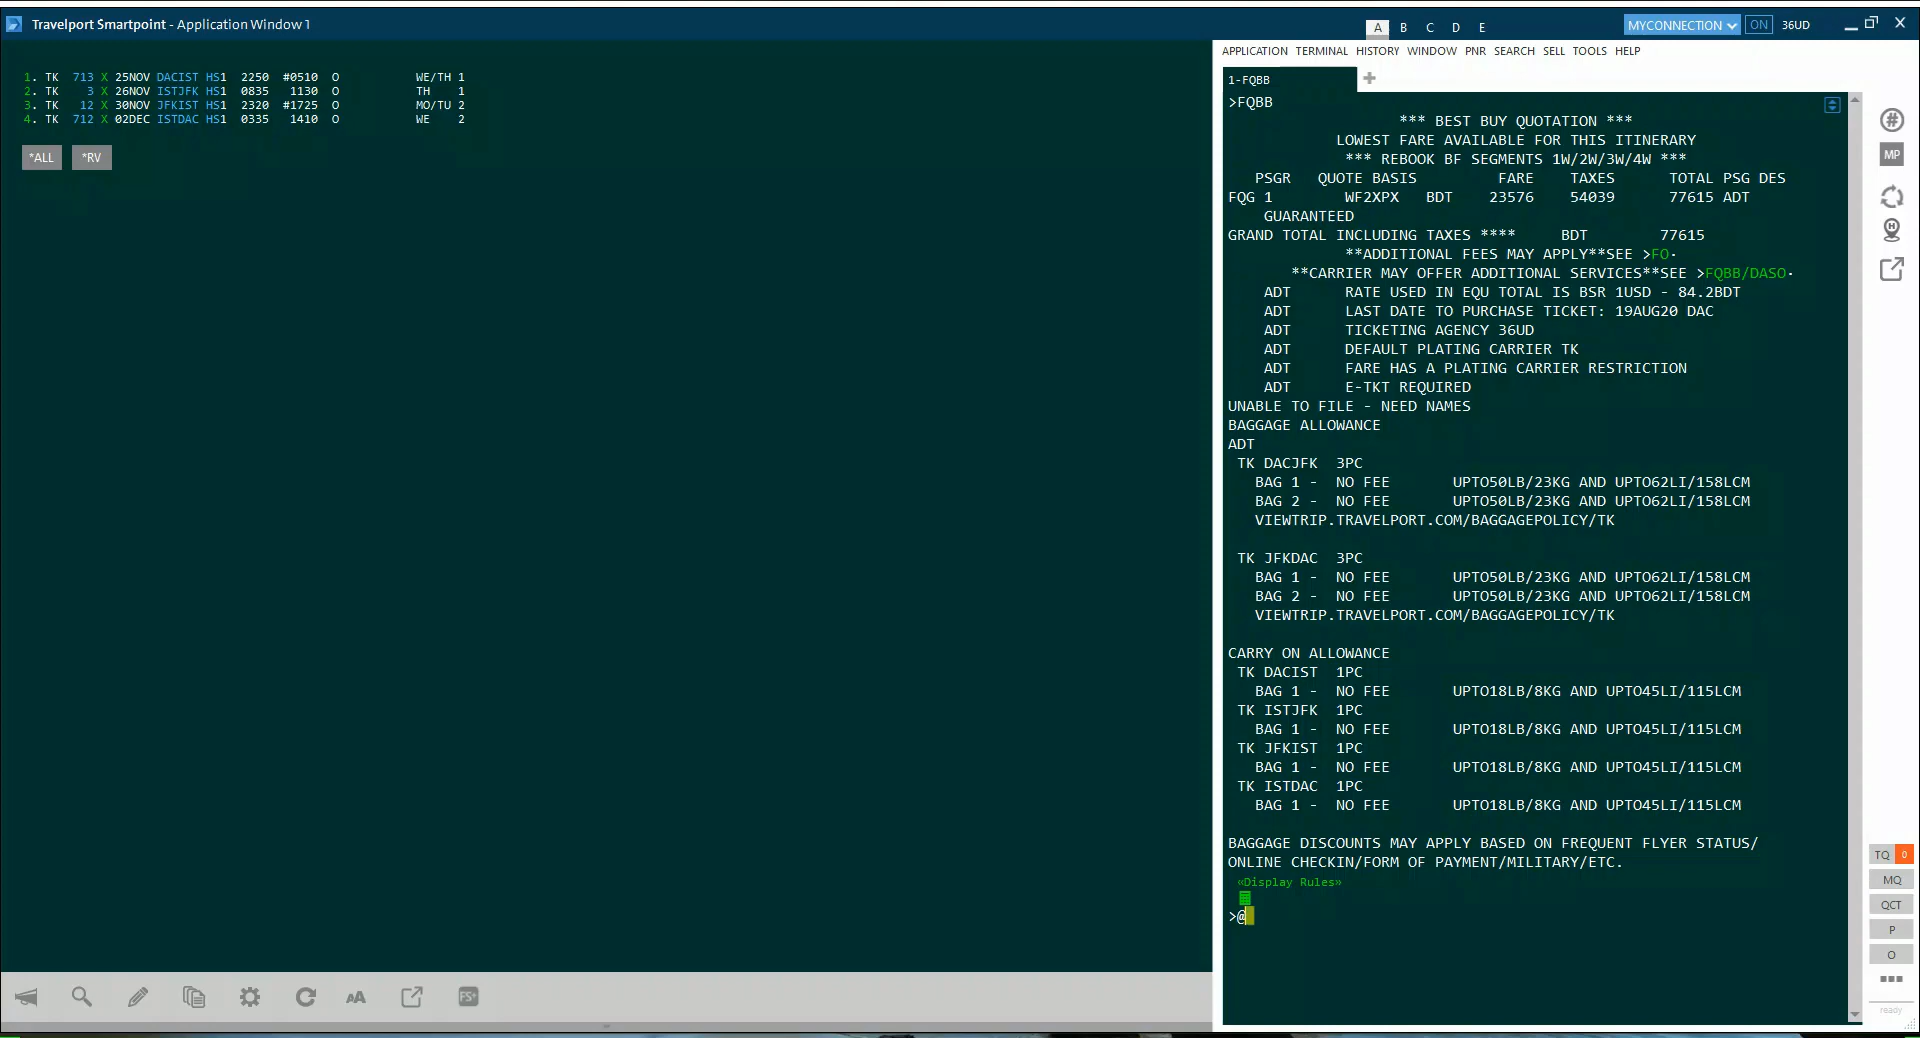 Travelport Smartpoint - Application Window 1
A B C D E
MYCONNECTION ON 36UD
APPLICATION TERMINAL HISTORY WINDOW PNR SEARCH SELL TOOLS HELP
1. TK 713 X 25NOV DACIST HS1 2250 #0510 O WE/TH 1
2. TK 3 X 26NOV ISTJFK HS1 0835 1130 O TH 1
3. TK 12 X 30NOV JFKIST HS1 2320 #1725 O MO/TU 2
4. TK 712 X 02DEC ISTDAC HS1 0335 1410 O WE 2
*ALL *RV
1-FQBB
>FQBB
*** BEST BUY QUOTATION ***
LOWEST FARE AVAILABLE FOR THIS ITINERARY
*** REBOOK BF SEGMENTS 1W/2W/3W/4W ***
PSGR QUOTE BASIS FARE TAXES TOTAL PSG DES
FQG 1 WF2XPX BDT 23576 54039 77615 ADT
GUARANTEED
GRAND TOTAL INCLUDING TAXES **** BDT 77615
**ADDITIONAL FEES MAY APPLY**SEE >FO·
**CARRIER MAY OFFER ADDITIONAL SERVICES**SEE >FQBB/DASO·
ADT RATE USED IN EQU TOTAL IS BSR 1USD - 84.2BDT
ADT LAST DATE TO PURCHASE TICKET: 19AUG20 DAC
ADT TICKETING AGENCY 36UD
ADT DEFAULT PLATING CARRIER TK
ADT FARE HAS A PLATING CARRIER RESTRICTION
ADT E-TKT REQUIRED
UNABLE TO FILE - NEED NAMES
BAGGAGE ALLOWANCE
ADT
TK DACJFK 3PC
BAG 1 - NO FEE UPTO50LB/23KG AND UPTO62LI/158LCM
BAG 2 - NO FEE UPTO50LB/23KG AND UPTO62LI/158LCM
VIEWTRIP.TRAVELPORT.COM/BAGGAGEPOLICY/TK
TK JFKDAC 3PC
BAG 1 - NO FEE UPTO50LB/23KG AND UPTO62LI/158LCM
BAG 2 - NO FEE UPTO50LB/23KG AND UPTO62LI/158LCM
VIEWTRIP.TRAVELPORT.COM/BAGGAGEPOLICY/TK
CARRY ON ALLOWANCE
TK DACIST 1PC
BAG 1 - NO FEE UPTO18LB/8KG AND UPTO45LI/115LCM
TK ISTJFK 1PC
BAG 1 - NO FEE UPTO18LB/8KG AND UPTO45LI/115LCM
TK JFKIST 1PC
BAG 1 - NO FEE UPTO18LB/8KG AND UPTO45LI/115LCM
TK ISTDAC 1PC
BAG 1 - NO FEE UPTO18LB/8KG AND UPTO45LI/115LCM
BAGGAGE DISCOUNTS MAY APPLY BASED ON FREQUENT FLYER STATUS/
ONLINE CHECKIN/FORM OF PAYMENT/MILITARY/ETC.
«Display Rules»
>@
#
MP
H
TQ 0
MQ
QCT
P
O
ready
AA
FS+